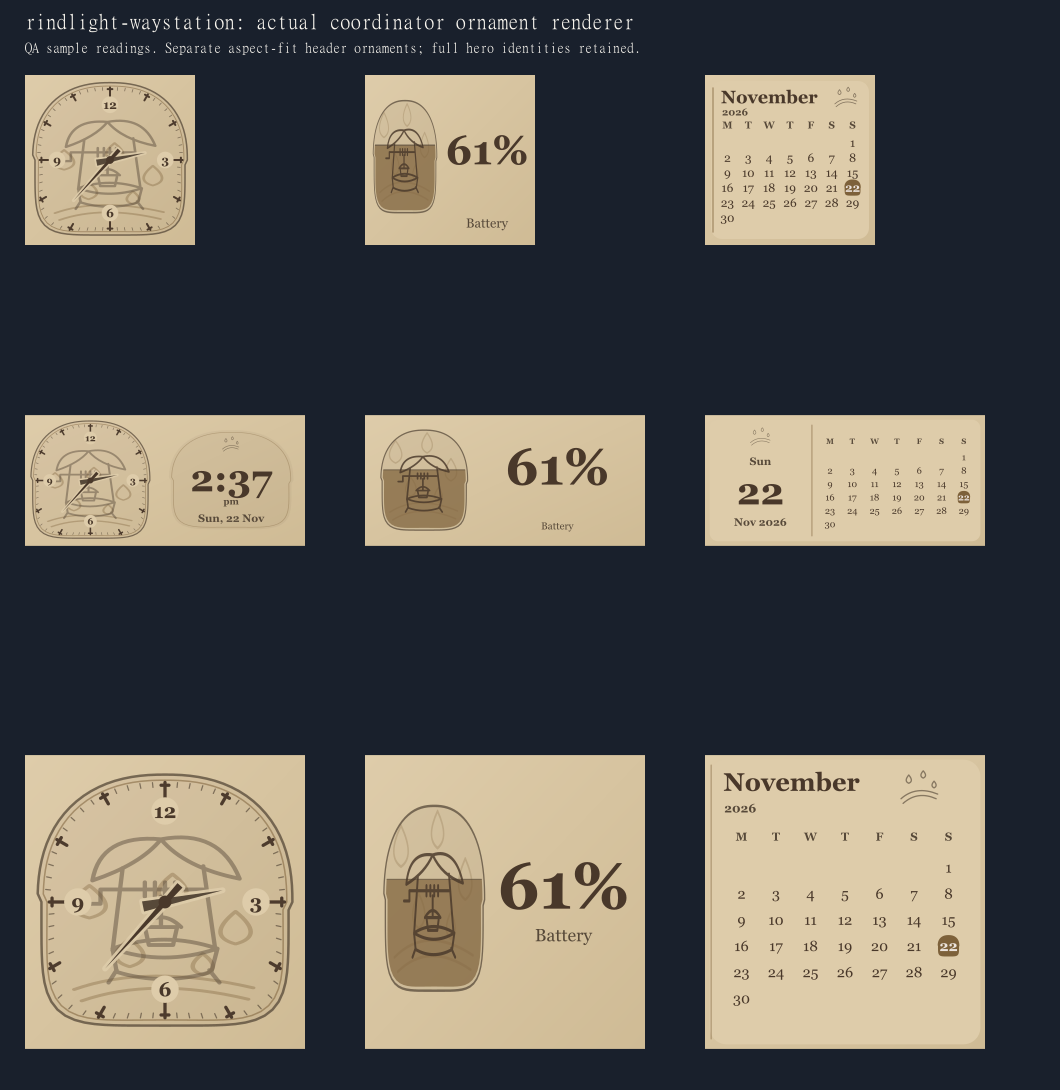 rindlight-waystation: actual coordinator ornament renderer
QA sample readings. Separate aspect-fit header ornaments; full hero identities retained.
12
9 3
6
61%
Battery
November
2026
M T W T F S S
1
2 3 4 5 6 7 8
9 10 11 12 13 14 15
16 17 18 19 20 21 22
23 24 25 26 27 28 29
30
12
9 3
6
2:37
pm
Sun, 22 Nov
61%
Battery
Sun
22
Nov 2026
M T W T F S S
1
2 3 4 5 6 7 8
9 10 11 12 13 14 15
16 17 18 19 20 21 22
23 24 25 26 27 28 29
30
12
9 3
6
61%
Battery
November
2026
M T W T F S S
1
2 3 4 5 6 7 8
9 10 11 12 13 14 15
16 17 18 19 20 21 22
23 24 25 26 27 28 29
30